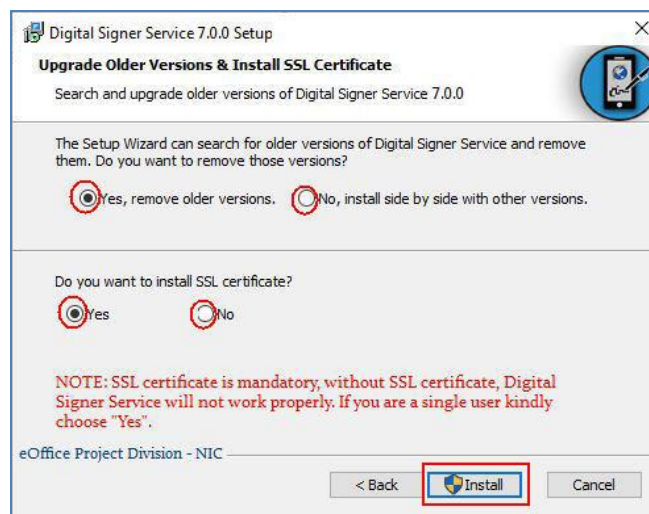 Digital Signer Service 7.0.0 Setup
Upgrade Older Versions & Install SSL Certificate
Search and upgrade older versions of Digital Signer Service 7.0.0
The Setup Wizard can search for older versions of Digital Signer Service and remove
them. Do you want to remove those versions?
Yes, remove older versions. No, install side by side with other versions.
Do you want to install SSL certificate?
Yes No
NOTE: SSL certificate is mandatory, without SSL certificate, Digital
Signer Service will not work properly. If you are a single user kindly
choose "Yes".
eOffice Project Division - NIC
< Back Install Cancel